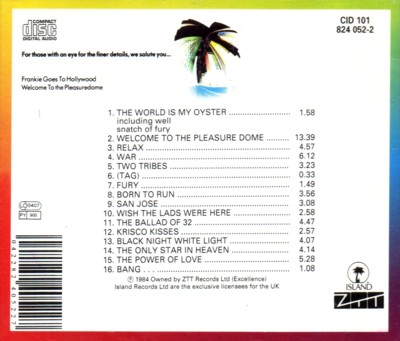 COMPACT
disc
DIGITAL AUDIO
CID 101
824 052-2
For those with an eye for the finer details, we salute you...
Frankie Goes To Hollywood
Welcome To the Pleasuredome
1. THE WORLD IS MY OYSTER ........................ 1.58
including well
snatch of fury
2. WELCOME TO THE PLEASURE DOME ......... 13.39
3. RELAX ................................................ 4.57
4. WAR ................................................... 6.12
5. TWO TRIBES ........................................ 3.23
6. (TAG) .................................................. 0.33
7. FURY .................................................. 1.49
8. BORN TO RUN ..................................... 3.56
9. SAN JOSE ........................................... 3.08
10. WISH THE LADS WERE HERE ................ 2.58
11. THE BALLAD OF 32 .............................. 4.47
12. KRISCO KISSES ................................... 2.57
13. BLACK NIGHT WHITE LIGHT .................. 4.07
14. THE ONLY STAR IN HEAVEN .................. 4.14
15. THE POWER OF LOVE .......................... 5.28
16. BANG . . . ........................................... 1.08
℗ 1984 Owned by ZTT Records Ltd (Excellence)
Island Records Ltd are the exclusive licensees for the UK
ISLAND
ZTT